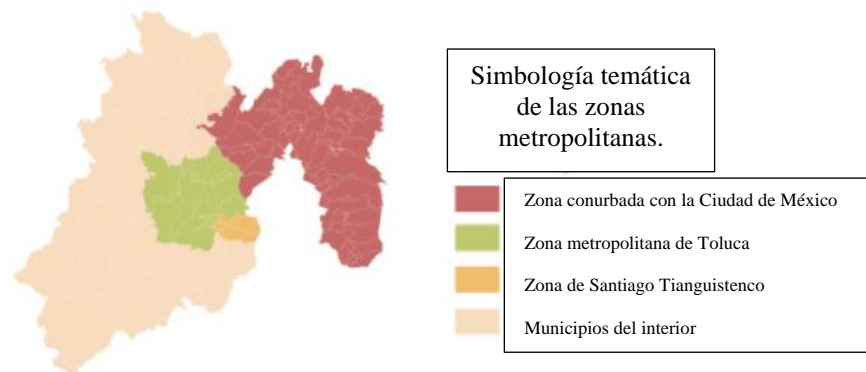 Simbología temática
de las zonas
metropolitanas.
Zona conurbada con la Ciudad de México
Zona metropolitana de Toluca
Zona de Santiago Tianguistenco
Municipios del interior